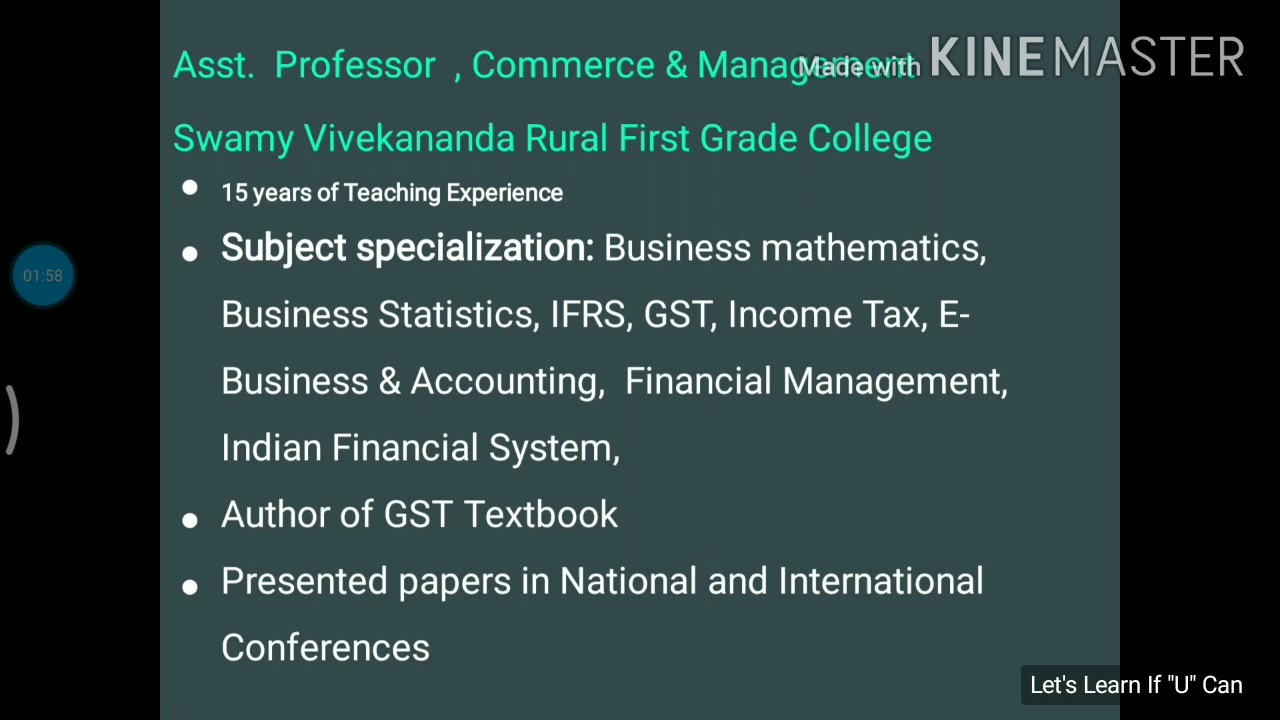 Asst. Professor , Commerce & Management
Made with KINEMASTER
Swamy Vivekananda Rural First Grade College
• 15 years of Teaching Experience
• Subject specialization: Business mathematics,
Business Statistics, IFRS, GST, Income Tax, E-
Business & Accounting, Financial Management,
Indian Financial System,
• Author of GST Textbook
• Presented papers in National and International
Conferences
01:58
Let's Learn If "U" Can